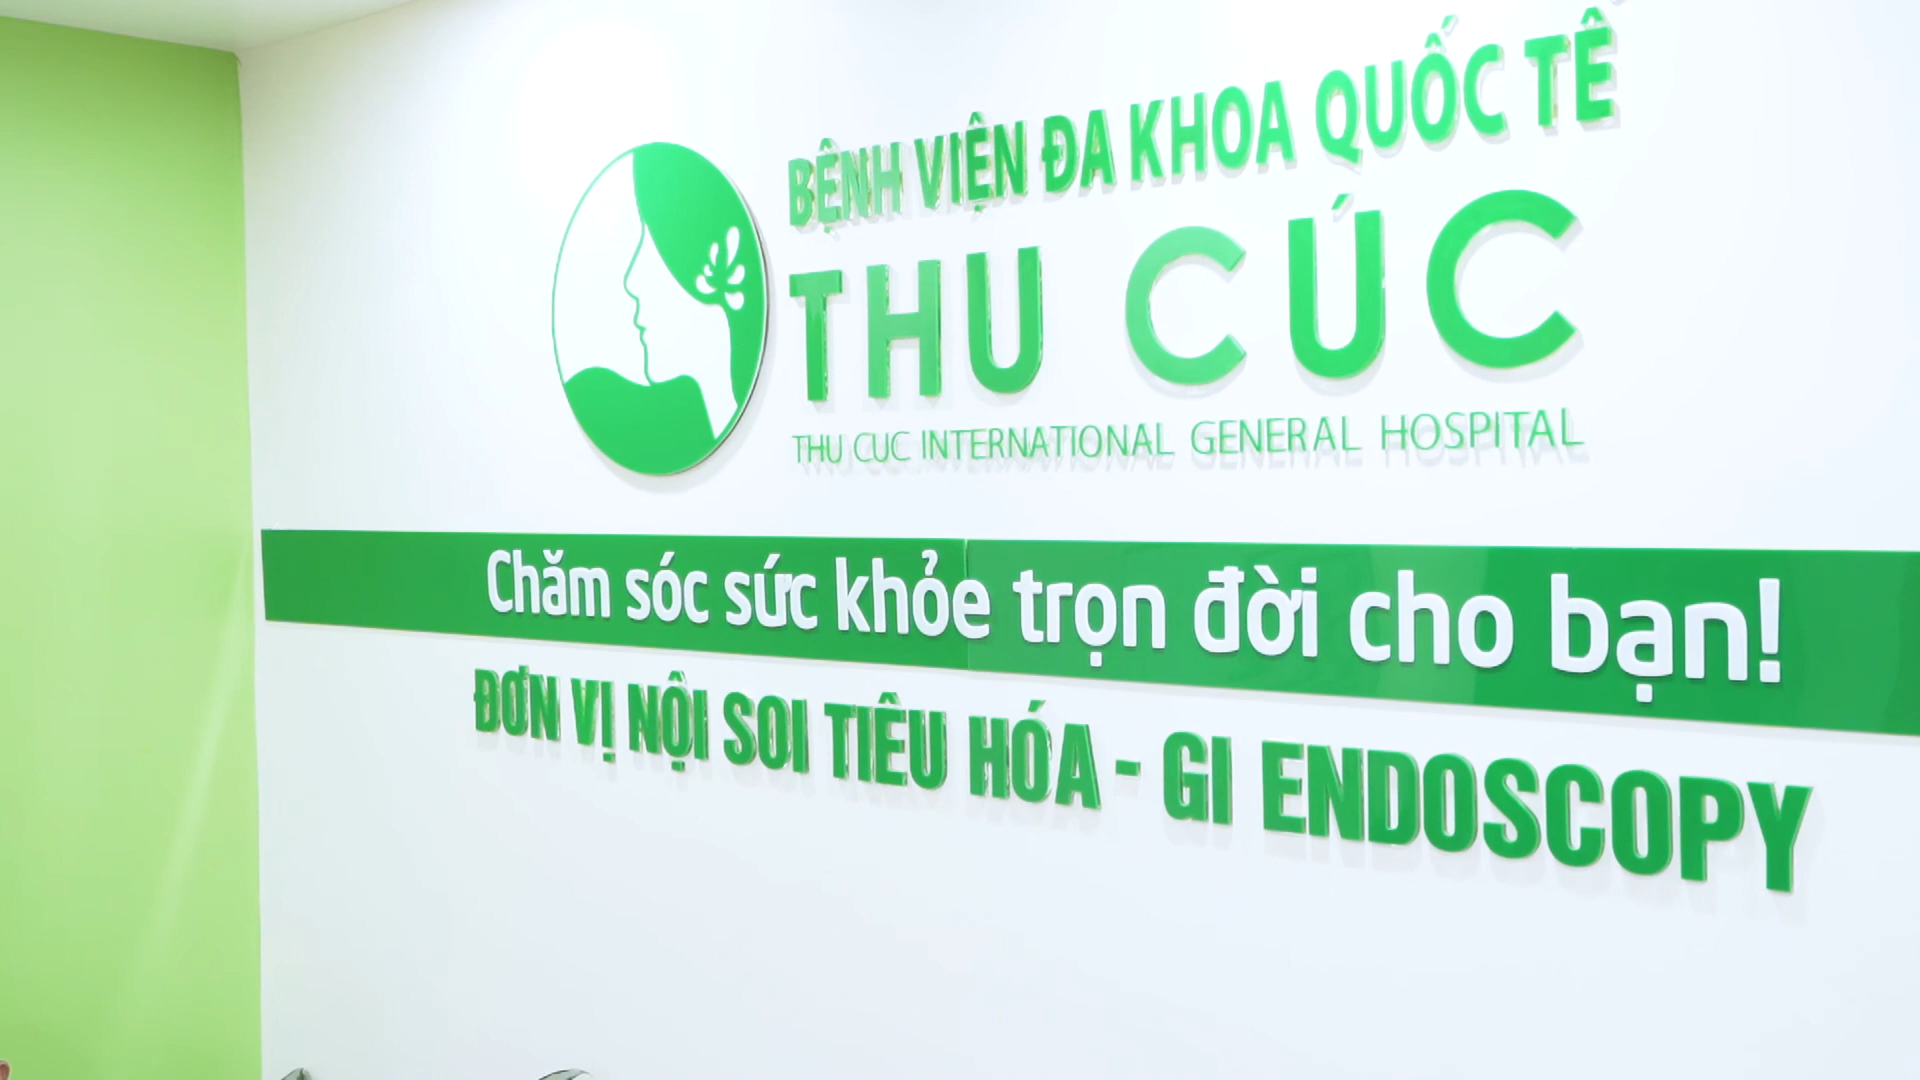 BỆNH VIỆN ĐA KHOA QUỐC TẾ
THU CÚC
THU CUC INTERNATIONAL GENERAL HOSPITAL
Chăm sóc sức khỏe trọn đời cho bạn!
ĐƠN VỊ NỘI SOI TIÊU HÓA - GI ENDOSCOPY